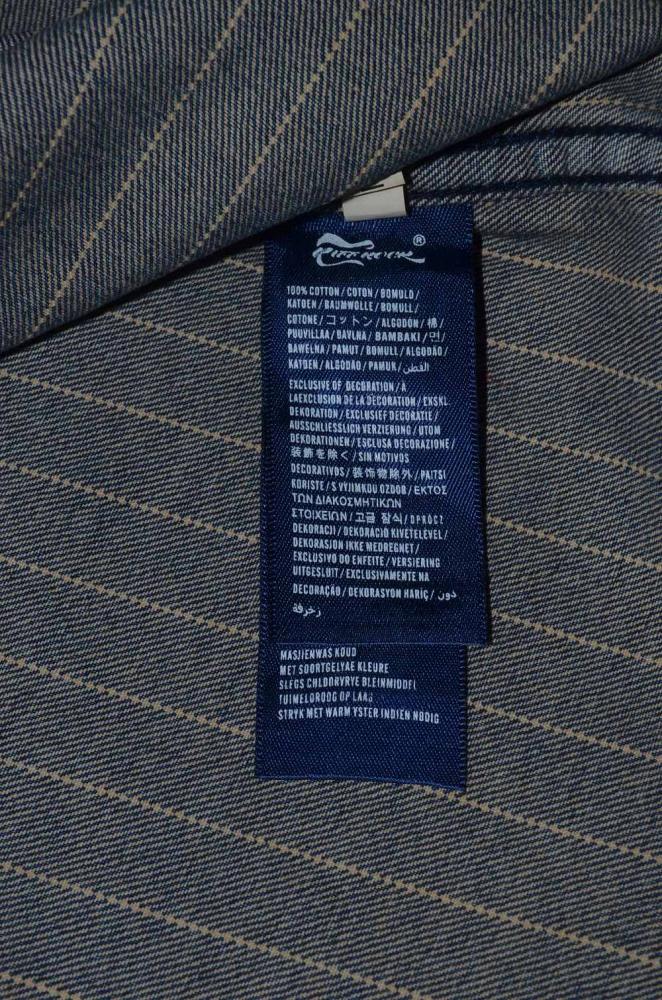 ®
100% COTTON / COTON / BOMULD /
KATOEN / BAUMWOLLE / BOMULL /
COTONE / コットン / ALGODÓN / 棉 /
PUUVILLAA / BAVLNA / BAMBAKI / 면 /
BAWEŁNA / PAMUT / BOMULL / ALGODÃO /
KATOEN / ALGODÃO / PAMUK / القطن
EXCLUSIVE OF DECORATION / À
LAEXCLUSION DE LA DÉCORATION / EKSKL.
DEKORATION / EXCLUSIEF DECORATIE /
AUSSCHLIESSLICH VERZIERUNG / UTOM
DEKORATIONEN / ESCLUSA DECORAZIONE /
装飾を除く / SIN MOTIVOS
DECORATIVOS / 装饰物除外 / PAITSI
KORISTE / S VÝJIMKOU OZDOB / ΕΚΤΟΣ
ΤΩΝ ΔΙΑΚΟΣΜΗΤΙΚΩΝ
ΣΤΟΙΧΕΙΩΝ / 고급 장식 / OPRÓCZ
DEKORACJI / DEKORÁCIÓ KIVÉTELÉVEL /
DEKORASJON IKKE MEDREGNET /
EXCLUSIVO DO ENFEITE / VERSIERING
UITGESLUIT / EXCLUSIVAMENTE NA
DECORAÇÃO / DEKORASYON HARİÇ / دون
زخرفة
MASJIENWAS KOUD
MET SOORTGELYKE KLEURE
SLEGS CHLOORVRYE BLEINMIDDEL
TUIMELDROOG OP LAAG
STRYK MET WARM YSTER INDIEN NODIG